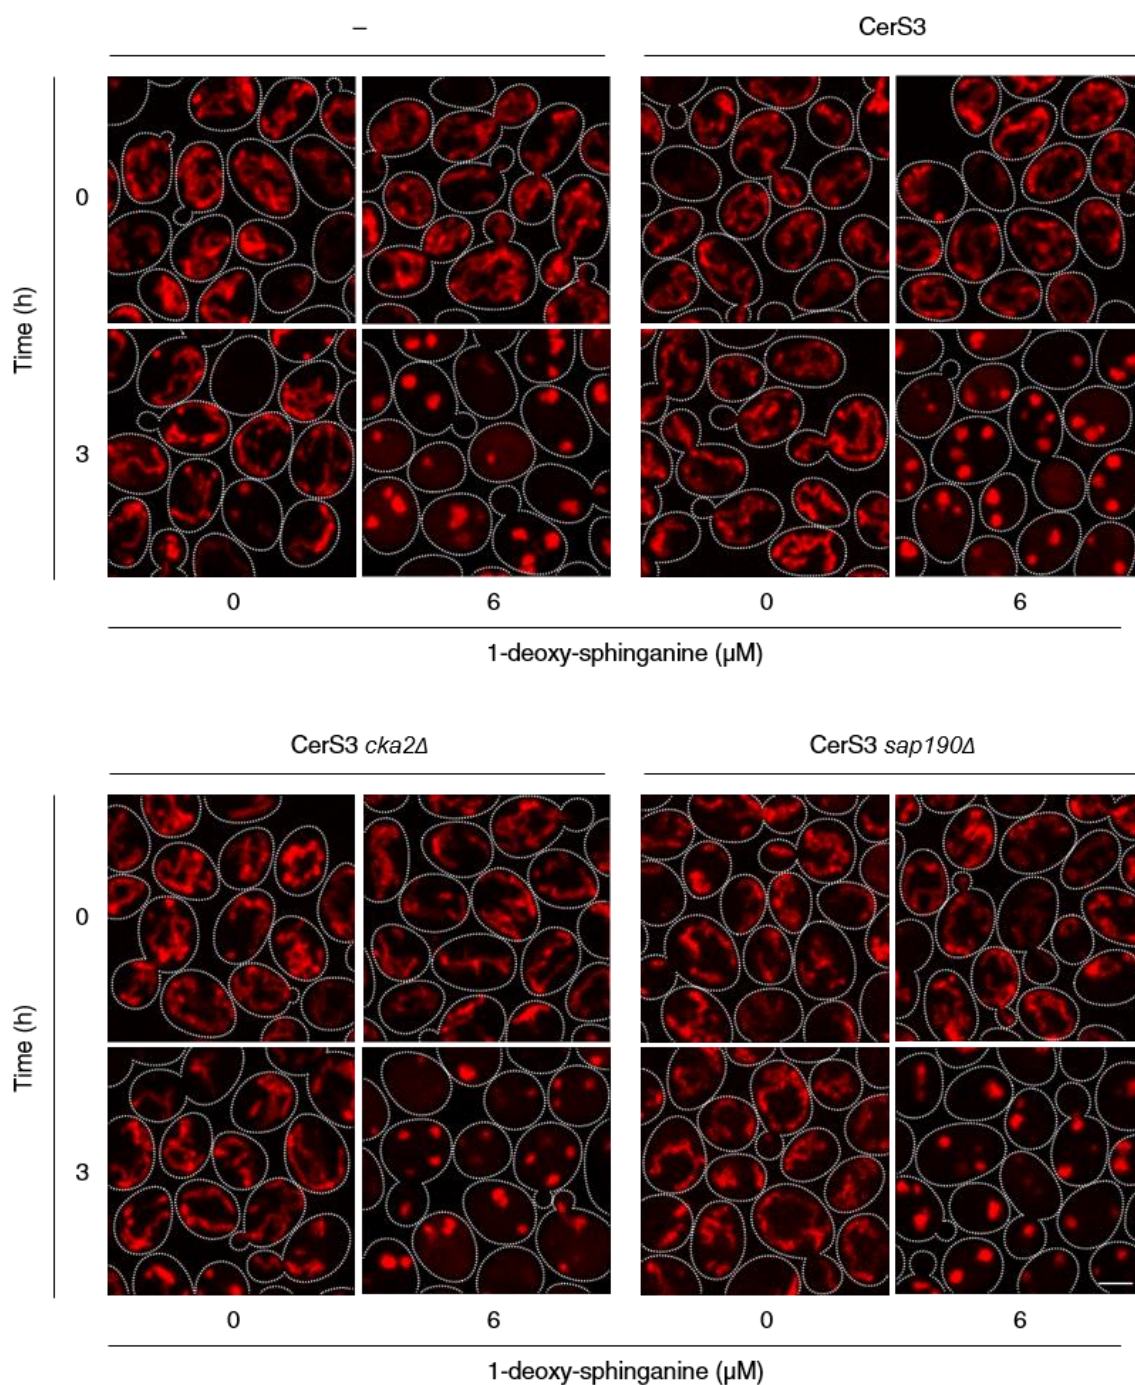 –
CerS3
0
Time (h)
3
0
6
0
6
1-deoxy-sphinganine (µM)
CerS3 cka2Δ
CerS3 sap190Δ
0
Time (h)
3
0
6
0
6
1-deoxy-sphinganine (µM)